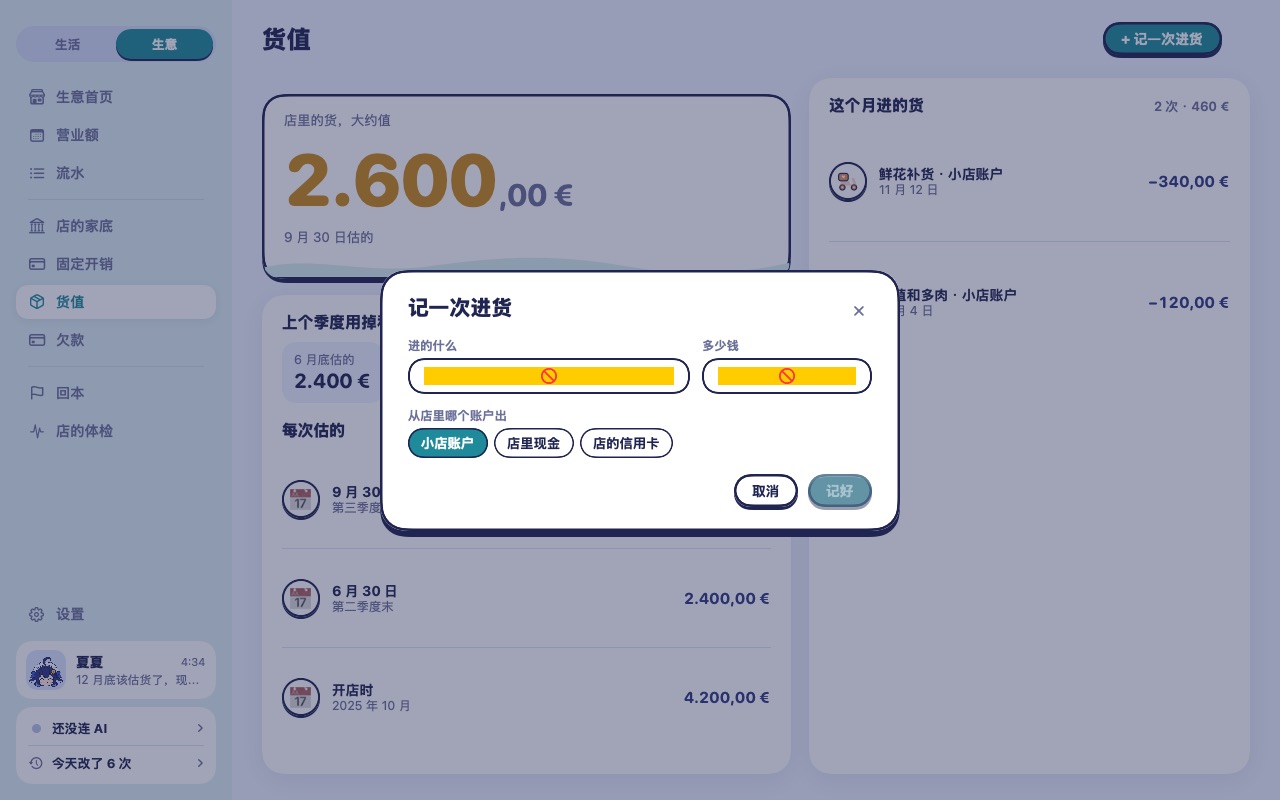 生活
生意
生意首页
营业额
流水
店的家底
固定开销
货值
欠款
回本
店的体检
设置
夏夏
4:34
12 月底该估货了，现…
还没连 AI
今天改了 6 次
货值
+ 记一次进货
店里的货，大约值
2.600,00 €
9 月 30 日估的
上个季度用掉
6 月底估的
2.400 €
每次估的
9 月 30
第三季度
6 月 30 日
第二季度末
2.400,00 €
开店时
2025 年 10 月
4.200,00 €
这个月进的货
2 次 · 460 €
鲜花补货 · 小店账户
11 月 12 日
−340,00 €
值和多肉 · 小店账户
月 4 日
−120,00 €
记一次进货
×
进的什么
多少钱
从店里哪个账户出
小店账户
店里现金
店的信用卡
取消
记好
17
17
17